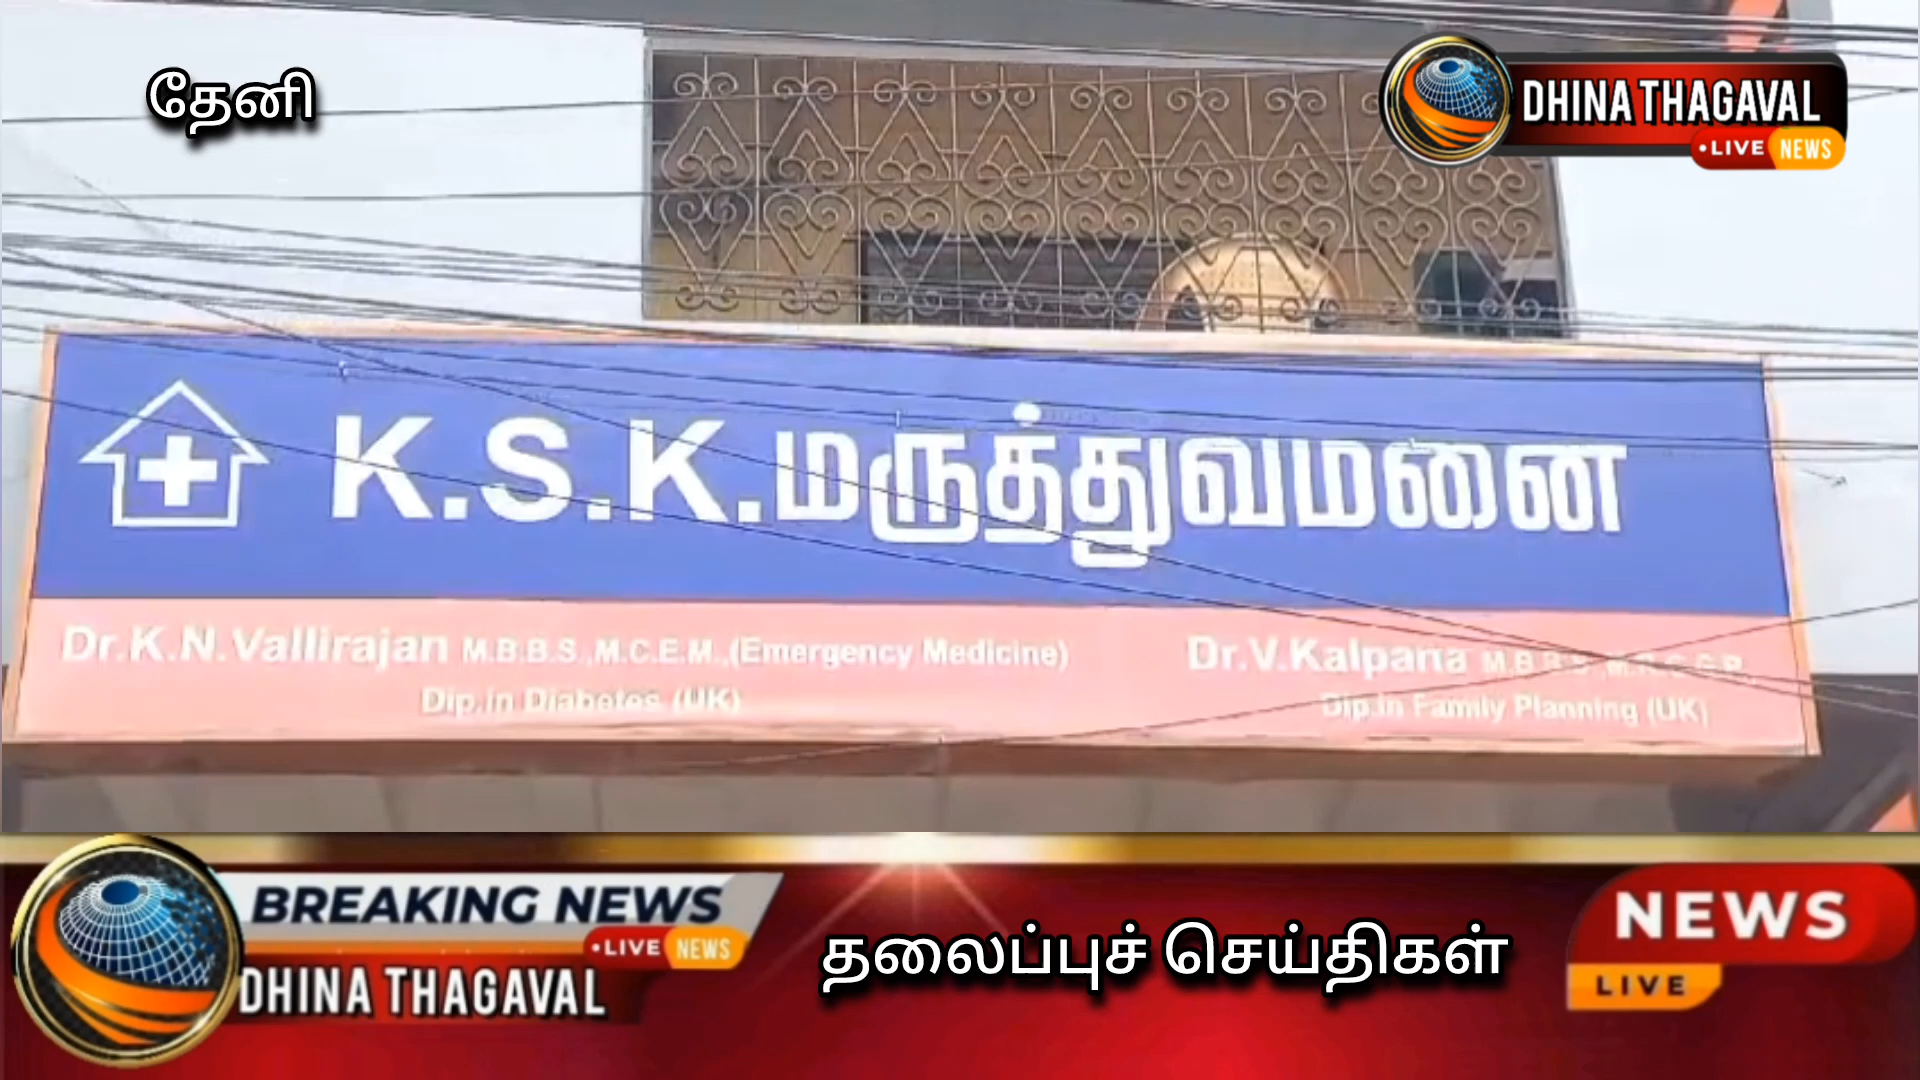 தேனி
DHINA THAGAVAL
•LIVE NEWS
K.S.K.மருத்துவமனை
Dr.K.N.Vallirajan M.B.B.S.,M.C.E.M.,(Emergency Medicine)
Dip.in Diabetes (UK)
Dr.V.Kalpana M.B.B.S.,M.R.C.G.P.,
Dip.in Family Planning (UK)
BREAKING NEWS
•LIVE NEWS
DHINA THAGAVAL
தலைப்புச் செய்திகள்
NEWS
LIVE